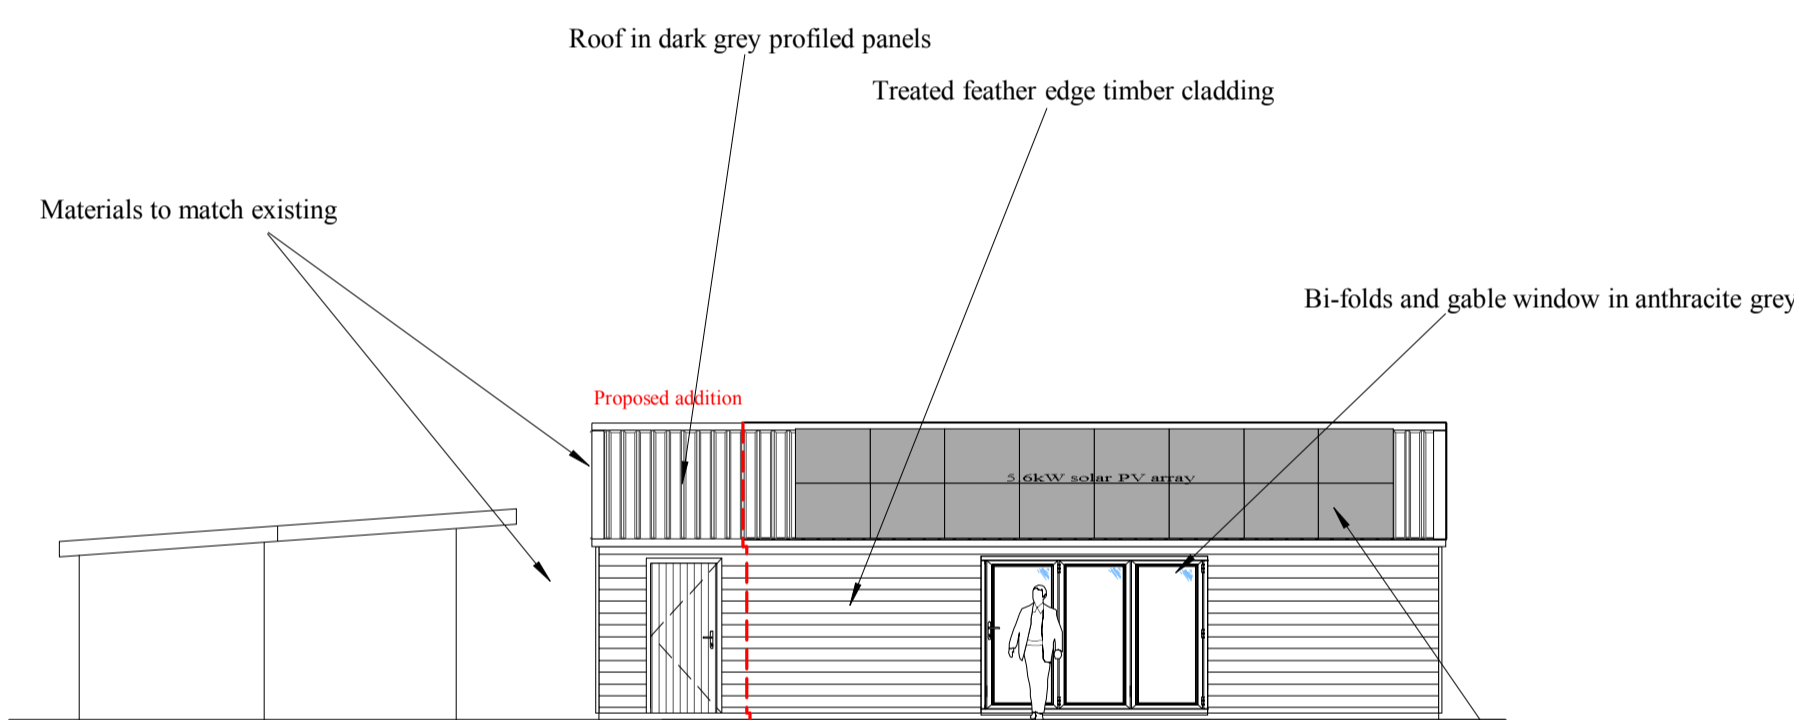 Roof in dark grey profiled panels
Treated feather edge timber cladding
Materials to match existing
Bi-folds and gable window in anthracite grey
Proposed addition
5.6kW solar PV array